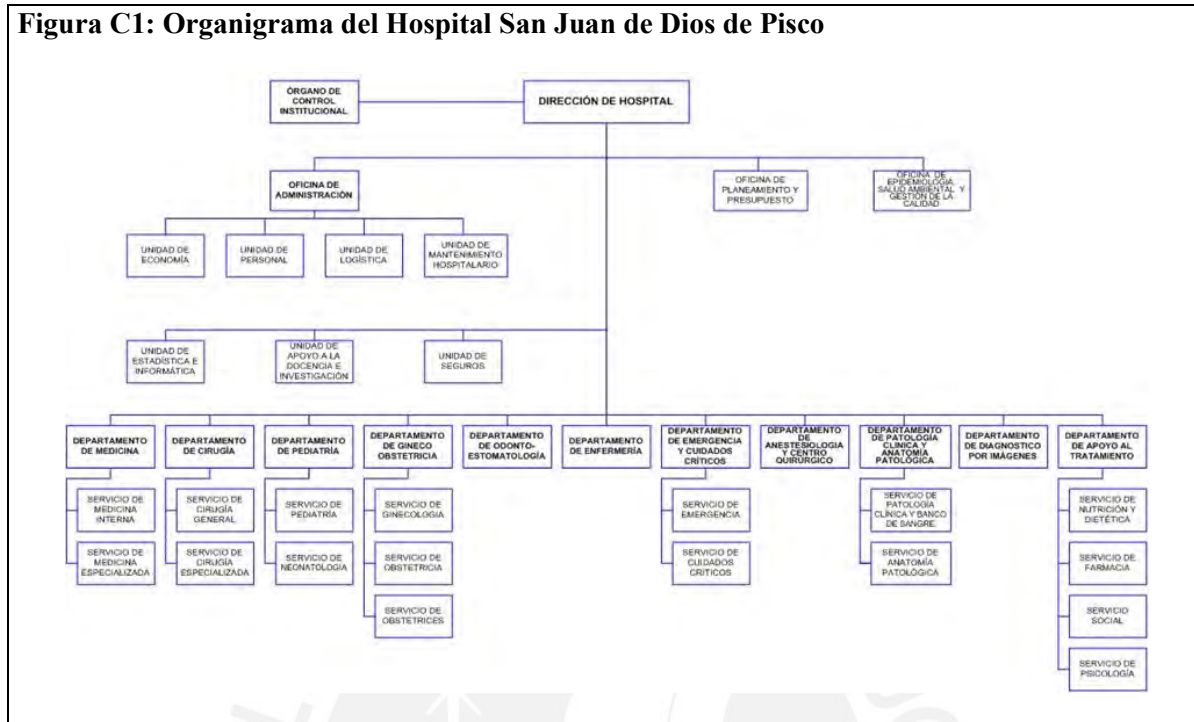 Figura C1: Organigrama del Hospital San Juan de Dios de Pisco
ÓRGANO DE
CONTROL
INSTITUCIONAL
DIRECCIÓN DE HOSPITAL
OFICINA DE
ADMINISTRACIÓN
OFICINA DE
PLANEAMIENTO Y
PRESUPUESTO
OFICINA DE
EPIDEMIOLOGIA,
SALUD AMBIENTAL Y
GESTIÓN DE LA
CALIDAD
UNIDAD DE
ECONOMÍA
UNIDAD DE
PERSONAL
UNIDAD DE
LOGÍSTICA
UNIDAD DE
MANTENIMIENTO
HOSPITALARIO
UNIDAD DE
ESTADÍSTICA E
INFORMÁTICA
UNIDAD DE
APOYO A LA
DOCENCIA E
INVESTIGACIÓN
UNIDAD DE
SEGUROS
DEPARTAMENTO
DE MEDICINA
DEPARTAMENTO
DE CIRUGÍA
DEPARTAMENTO
DE PEDIATRÍA
DEPARTAMENTO
DE GINECO
OBSTETRICIA
DEPARTAMENTO
DE ODONTO-
ESTOMATOLOGÍA
DEPARTAMENTO
DE ENFERMERÍA
DEPARTAMENTO
DE EMERGENCIA
Y CUIDADOS
CRÍTICOS
DEPARTAMENTO
DE
ANESTESIOLOGIA
Y CENTRO
QUIRÚRGICO
DEPARTAMENTO
DE PATOLOGÍA
CLÍNICA Y
ANATOMÍA
PATOLÓGICA
DEPARTAMENTO
DE DIAGNOSTICO
POR IMÁGENES
DEPARTAMENTO
DE APOYO AL
TRATAMIENTO
SERVICIO DE
MEDICINA
INTERNA
SERVICIO DE
CIRUGÍA
GENERAL
SERVICIO DE
PEDIATRÍA
SERVICIO DE
GINECOLOGIA
SERVICIO DE
EMERGENCIA
SERVICIO DE
PATOLOGÍA
CLÍNICA Y BANCO
DE SANGRE
SERVICIO DE
NUTRICIÓN Y
DIETÉTICA
SERVICIO DE
MEDICINA
ESPECIALIZADA
SERVICIO DE
CIRUGÍA
ESPECIALIZADA
SERVICIO DE
NEONATOLOGIA
SERVICIO DE
OBSTETRICIA
SERVICIO DE
CUIDADOS
CRÍTICOS
SERVICIO DE
ANATOMÍA
PATOLÓGICA
SERVICIO DE
FARMACIA
SERVICIO DE
OBSTETRICES
SERVICIO
SOCIAL
SERVICIO DE
PSICOLOGÍA